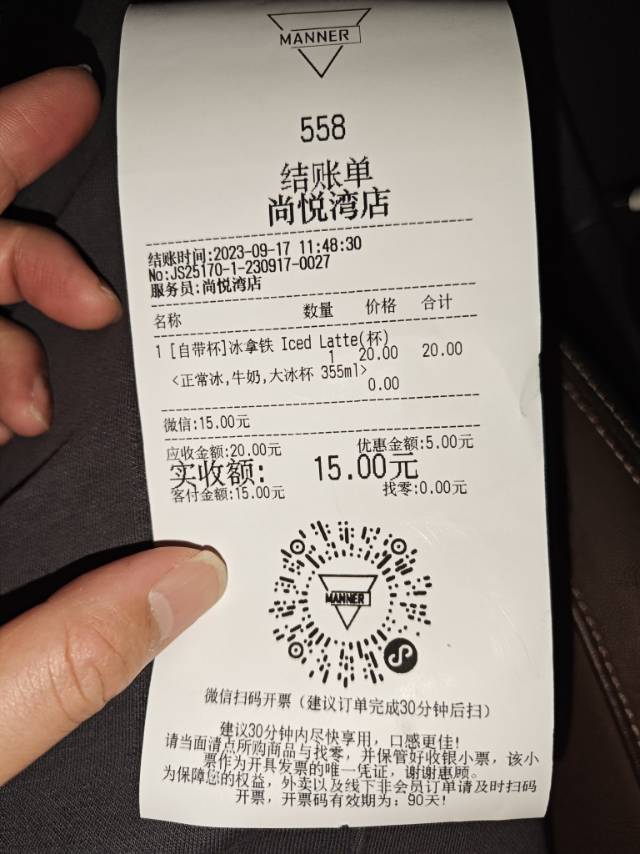 MANNER
558
结账单
尚悦湾店
结账时间:2023-09-17 11:48:30
No:JS25170-1-230917-0027
服务员:尚悦湾店
名称 数量 价格 合计
1 [自带杯]冰拿铁 Iced Latte(杯)
1 20.00 20.00
<正常冰,牛奶,大冰杯 355ml>
0.00
微信:15.00元
应收金额:20.00元 优惠金额:5.00元
实收额: 15.00元
客付金额:15.00元 找零:0.00元
MANNER
微信扫码开票(建议订单完成30分钟后扫)
建议30分钟内尽快享用，口感更佳!
请当面清点所购商品与找零，并保管好收银小票，该小
票作为开具发票的唯一凭证，谢谢惠顾。
为保障您的权益，外卖以及线下非会员订单请及时扫码
开票，开票码有效期为：90天!